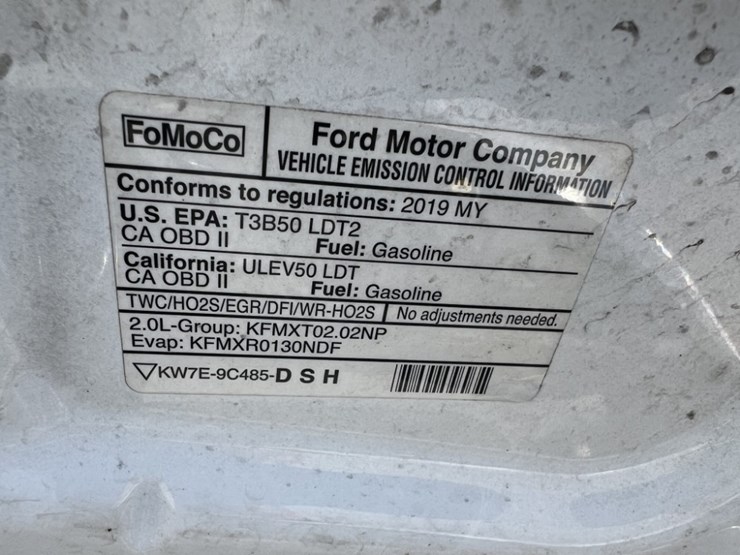 FoMoCo
Ford Motor Company
VEHICLE EMISSION CONTROL INFORMATION
Conforms to regulations: 2019 MY
U.S. EPA: T3B50 LDT2
CA OBD II Fuel: Gasoline
California: ULEV50 LDT
CA OBD II Fuel: Gasoline
TWC/HO2S/EGR/DFI/WR-HO2S No adjustments needed.
2.0L-Group: KFMXT02.02NP
Evap: KFMXR0130NDF
KW7E-9C485-D S H